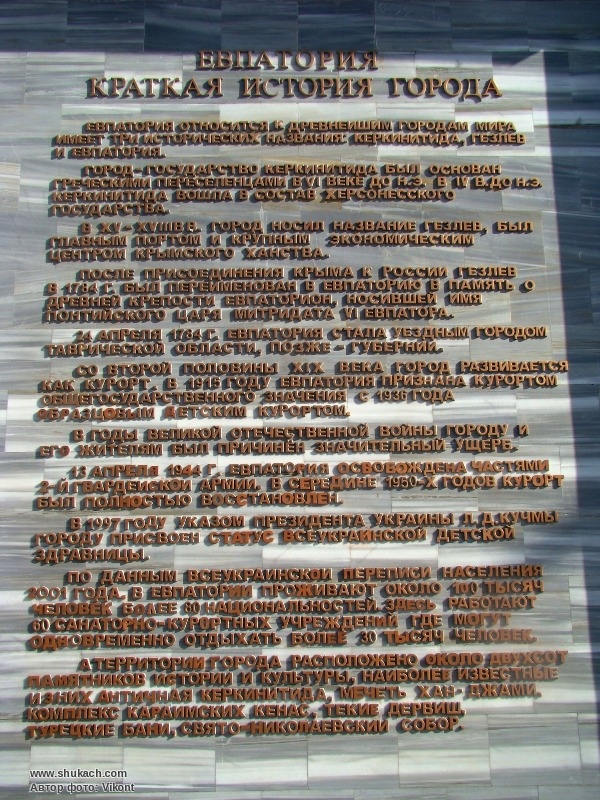 ЕВПАТОРИЯ
КРАТКАЯ ИСТОРИЯ ГОРОДА
ЕВПАТОРИЯ ОТНОСИТСЯ К ДРЕВНЕЙШИМ ГОРОДАМ МИРА
ИМЕЕТ ТРИ ИСТОРИЧЕСКИХ НАЗВАНИЯ: КЕРКИНИТИДА, ГЕЗЛЕВ
И ЕВПАТОРИЯ.
ГОРОД-ГОСУДАРСТВО КЕРКИНИТИДА БЫЛ ОСНОВАН
ГРЕЧЕСКИМИ ПЕРЕСЕЛЕНЦАМИ В VI ВЕКЕ ДО Н.Э. В IV В. ДО Н.Э.
КЕРКИНИТИДА ВОШЛА В СОСТАВ ХЕРСОНЕССКОГО
ГОСУДАРСТВА.
В XV-XVIII В В. ГОРОД НОСИЛ НАЗВАНИЕ ГЕЗЛЕВ, БЫЛ
ГЛАВНЫМ ПОРТОМ И КРУПНЫМ ЭКОНОМИЧЕСКИМ
ЦЕНТРОМ КРЫМСКОГО ХАНСТВА.
ПОСЛЕ ПРИСОЕДИНЕНИЯ КРЫМА К РОССИИ ГЕЗЛЕВ
В 1784 Г. БЫЛ ПЕРЕИМЕНОВАН В ЕВПАТОРИЮ В ПАМЯТЬ О
ДРЕВНЕЙ КРЕПОСТИ ЕВПАТОРИОН, НОСИВШЕЙ ИМЯ
ПОНТИЙСКОГО ЦАРЯ МИТРИДАТА VI ЕВПАТОРА.
24 АПРЕЛЯ 1784 Г. ЕВПАТОРИЯ СТАЛА УЕЗДНЫМ ГОРОДОМ
ТАВРИЧЕСКОЙ ОБЛАСТИ, ПОЗЖЕ - ГУБЕРНИИ.
СО ВТОРОЙ ПОЛОВИНЫ XIX ВЕКА ГОРОД РАЗВИВАЕТСЯ
КАК КУРОРТ. В 1915 ГОДУ ЕВПАТОРИЯ ПРИЗНАНА КУРОРТОМ
ОБЩЕГОСУДАРСТВЕННОГО ЗНАЧЕНИЯ С 1936 ГОДА
ОБРАЗЦОВЫМ ДЕТСКИМ КУРОРТОМ.
В ГОДЫ ВЕЛИКОЙ ОТЕЧЕСТВЕННОЙ ВОЙНЫ ГОРОДУ И
ЕГО ЖИТЕЛЯМ БЫЛ ПРИЧИНЕН ЗНАЧИТЕЛЬНЫЙ УЩЕРБ.
13 АПРЕЛЯ 1944 Г. ЕВПАТОРИЯ ОСВОБОЖДЕНА ЧАСТЯМИ
2-Й ГВАРДЕЙСКОЙ АРМИИ. В СЕРЕДИНЕ 1950-Х ГОДОВ КУРОРТ
БЫЛ ПОЛНОСТЬЮ ВОССТАНОВЛЕН.
В 1997 ГОДУ УКАЗОМ ПРЕЗИДЕНТА УКРАИНЫ Л.Д.КУЧМЫ
ГОРОДУ ПРИСВОЕН СТАТУС ВСЕУКРАИНСКОЙ ДЕТСКОЙ
ЗДРАВНИЦЫ.
ПО ДАННЫМ ВСЕУКРАИНСКОЙ ПЕРЕПИСИ НАСЕЛЕНИЯ
2001 ГОДА, В ЕВПАТОРИИ ПРОЖИВАЮТ ОКОЛО 100 ТЫСЯЧ
ЧЕЛОВЕК БОЛЕЕ 80 НАЦИОНАЛЬНОСТЕЙ. ЗДЕСЬ РАБОТАЮТ
60 САНАТОРНО-КУРОРТНЫХ УЧРЕЖДЕНИЙ, ГДЕ МОГУТ
ОДНОВРЕМЕННО ОТДЫХАТЬ БОЛЕЕ 30 ТЫСЯЧ ЧЕЛОВЕК.
А ТЕРРИТОРИИ ГОРОДА РАСПОЛОЖЕНО ОКОЛО ДВУХСОТ
ПАМЯТНИКОВ ИСТОРИИ И КУЛЬТУРЫ, НАИБОЛЕЕ ИЗВЕСТНЫЕ
ИЗ НИХ АНТИЧНАЯ КЕРКИНИТИДА, МЕЧЕТЬ ХАН-ДЖАМИ,
КОМПЛЕКС КАРАИМСКИХ КЕНАС, ТЕКИЕ ДЕРВИШ,
ТУРЕЦКИЕ БАНИ, СВЯТО-НИКОЛАЕВСКИЙ СОБОР.
www.shukach.com
Автор фото: Vikont